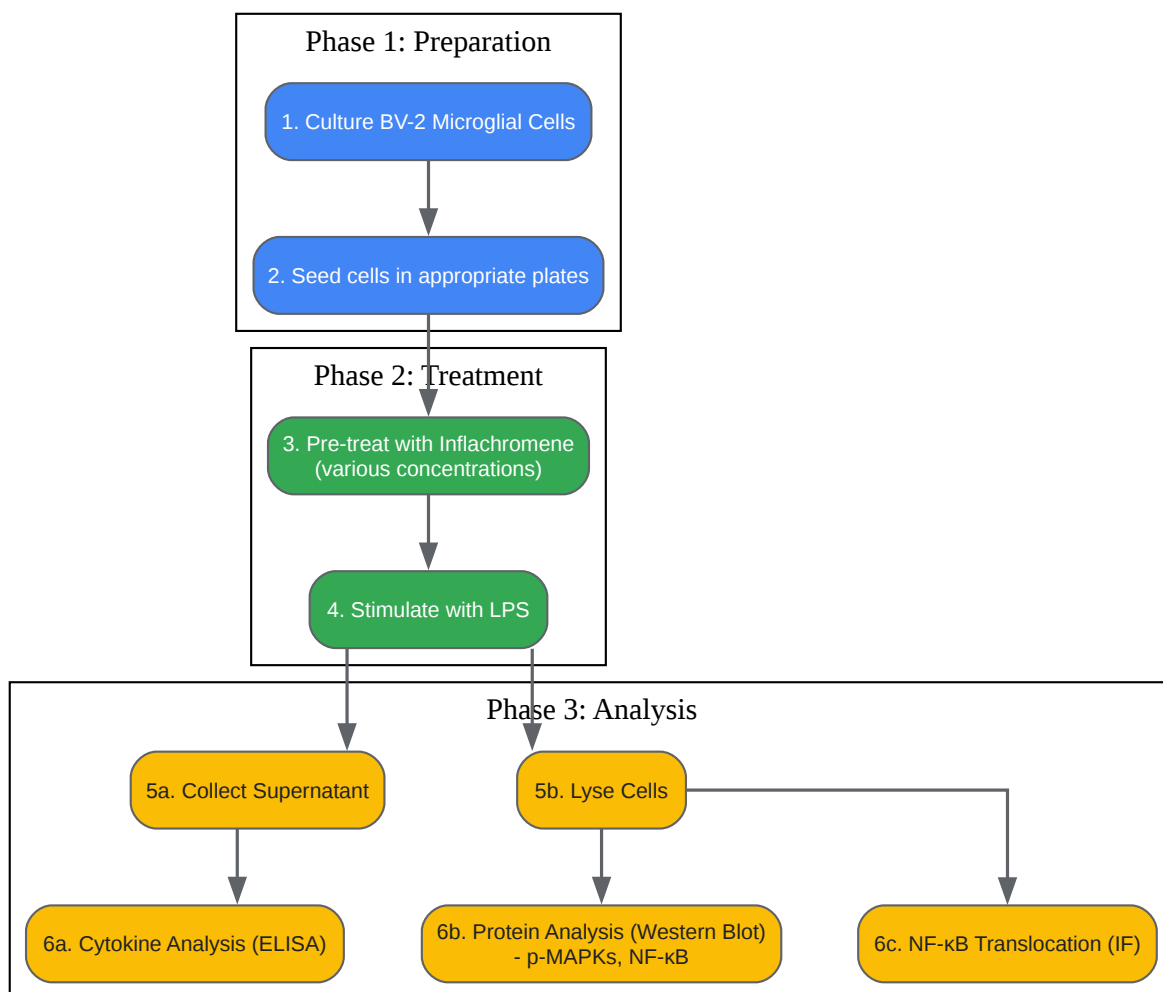 Phase 1: Preparation
1. Culture BV-2 Microglial Cells
2. Seed cells in appropriate plates
Phase 2: Treatment
3. Pre-treat with Inflachromene
(various concentrations)
4. Stimulate with LPS
Phase 3: Analysis
5a. Collect Supernatant
5b. Lyse Cells
6a. Cytokine Analysis (ELISA)
6b. Protein Analysis (Western Blot)
- p-MAPKs, NF-κB
6c. NF-κB Translocation (IF)